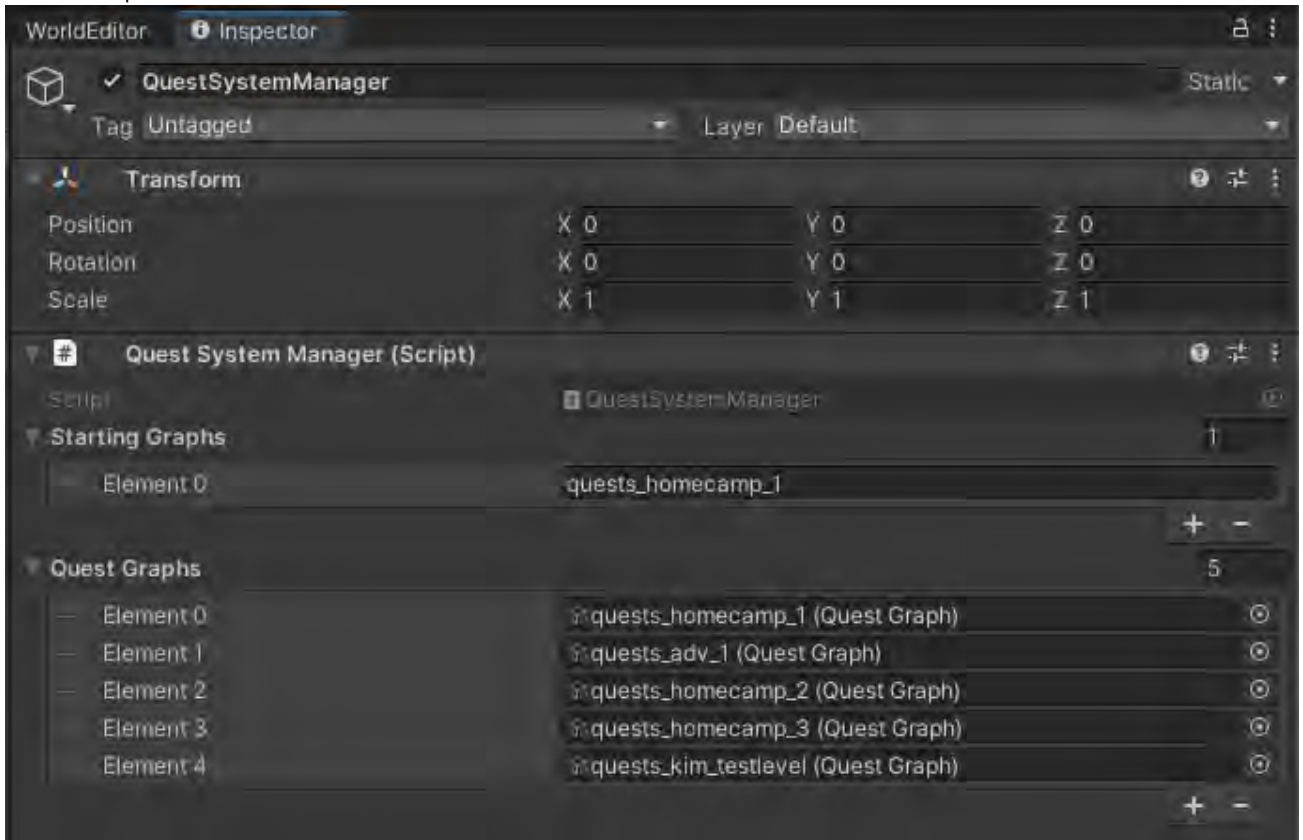 WorldEditor Inspector
QuestSystemManager Static
Tag Untagged Layer Default
Transform
Position X 0 Y 0 Z 0
Rotation X 0 Y 0 Z 0
Scale X 1 Y 1 Z 1
# Quest System Manager (Script)
Script QuestSystemManager
Starting Graphs 1
Element 0 quests_homecamp_1
+ -
Quest Graphs 5
Element 0 quests_homecamp_1 (Quest Graph)
Element 1 quests_adv_1 (Quest Graph)
Element 2 quests_homecamp_2 (Quest Graph)
Element 3 quests_homecamp_3 (Quest Graph)
Element 4 quests_kim_testlevel (Quest Graph)
+ -